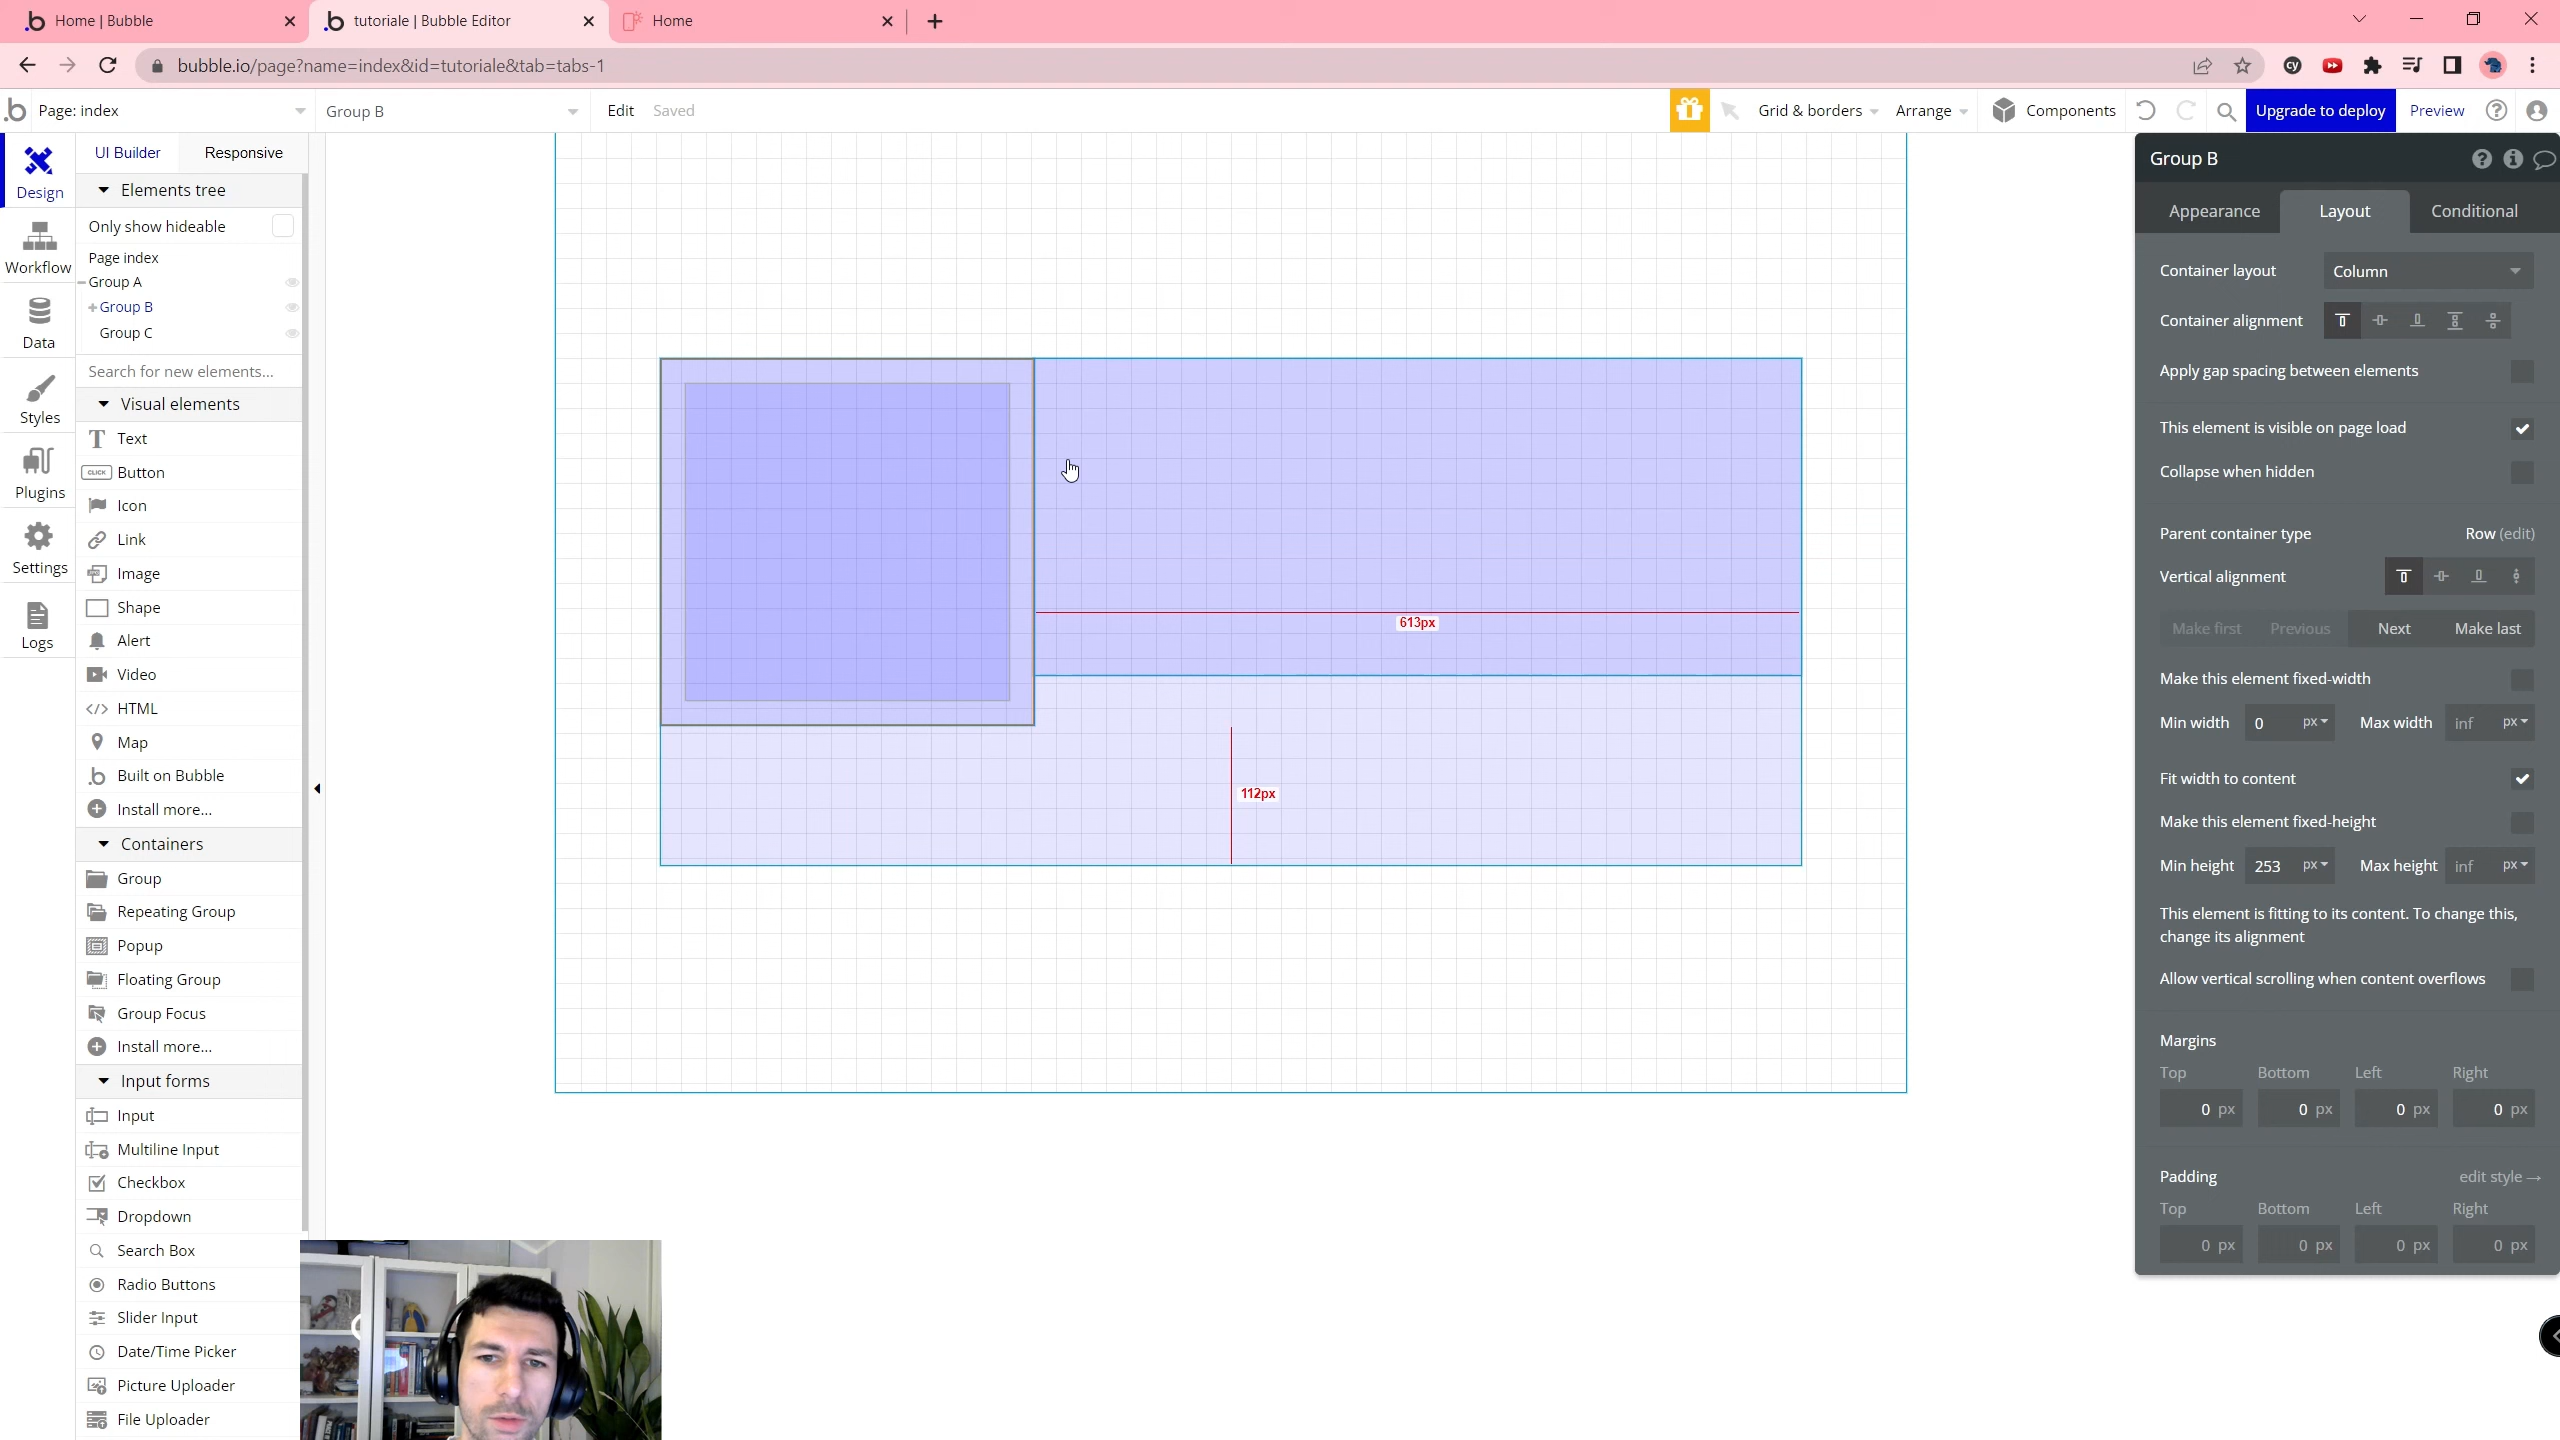 Home | Bubble
tutoriale | Bubble Editor
Home
bubble.io/page?name=index&id=tutoriale&tab=tabs-1
Page: index
Group B
Edit
Saved
Grid & borders
Arrange
Components
Upgrade to deploy
Preview
Design
Workflow
Data
Styles
Plugins
Settings
Logs
UI Builder
Responsive
Elements tree
Only show hideable
Page index
Group A
Group B
Group C
Search for new elements...
Visual elements
Text
CLICK Button
Icon
Link
Image
Shape
Alert
Video
HTML
Map
Built on Bubble
Install more...
Containers
Group
Repeating Group
Popup
Floating Group
Group Focus
Install more...
Input forms
Input
Multiline Input
Checkbox
Dropdown
Search Box
Radio Buttons
Slider Input
Date/Time Picker
Picture Uploader
File Uploader
613px
112px
Group B
Appearance
Layout
Conditional
Container layout
Column
Container alignment
Apply gap spacing between elements
This element is visible on page load
Collapse when hidden
Parent container type
Row (edit)
Vertical alignment
Make first
Previous
Next
Make last
Make this element fixed-width
Min width 0 px
Max width inf px
Fit width to content
Make this element fixed-height
Min height 253 px
Max height inf px
This element is fitting to its content. To change this,
change its alignment
Allow vertical scrolling when content overflows
Margins
Top Bottom Left Right
0 px 0 px 0 px 0 px
Padding
edit style →
Top Bottom Left Right
0 px 0 px 0 px 0 px